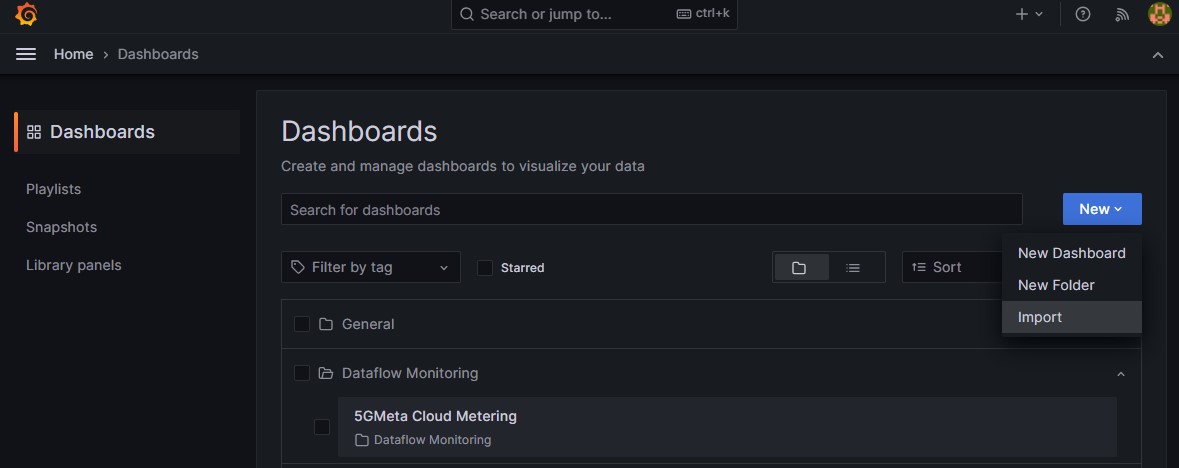 Search or jump to... ctrl+k
Home › Dashboards
Dashboards
Playlists
Snapshots
Library panels
Dashboards
Create and manage dashboards to visualize your data
Search for dashboards
New
New Dashboard
New Folder
Import
Filter by tag
Starred
Sort
General
Dataflow Monitoring
5GMeta Cloud Metering
Dataflow Monitoring